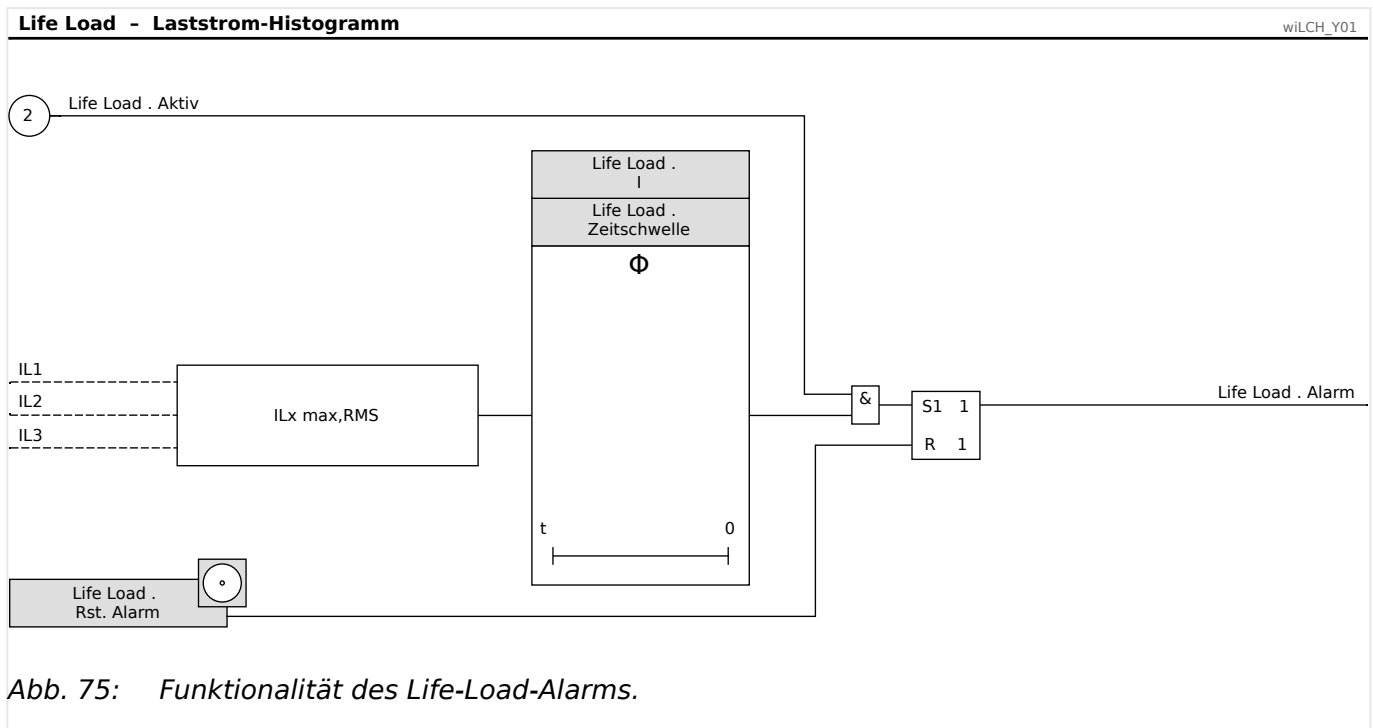 Life Load – Laststrom-Histogramm
wiLCH_Y01
2
Life Load . Aktiv
Life Load .
I
Life Load .
Zeitschwelle
Φ
IL1
IL2
IL3
ILx max,RMS
&
S1 1
R 1
Life Load . Alarm
t 0
Life Load .
Rst. Alarm
Abb. 75: Funktionalität des Life-Load-Alarms.